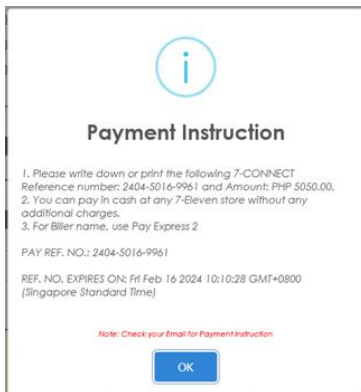 i
Payment Instruction
1. Please write down or print the following 7-CONNECT
Reference number: 2404-5016-9961 and Amount: PHP 5050.00.
2. You can pay in cash at any 7-Eleven store without any
additional charges.
3. For Biller name, use Pay Express 2
PAY REF. NO.: 2404-5016-9961
REF. NO. EXPIRES ON: Fri Feb 16 2024 10:10:28 GMT+0800
(Singapore Standard Time)
Note: Check your Email for Payment Instruction
OK